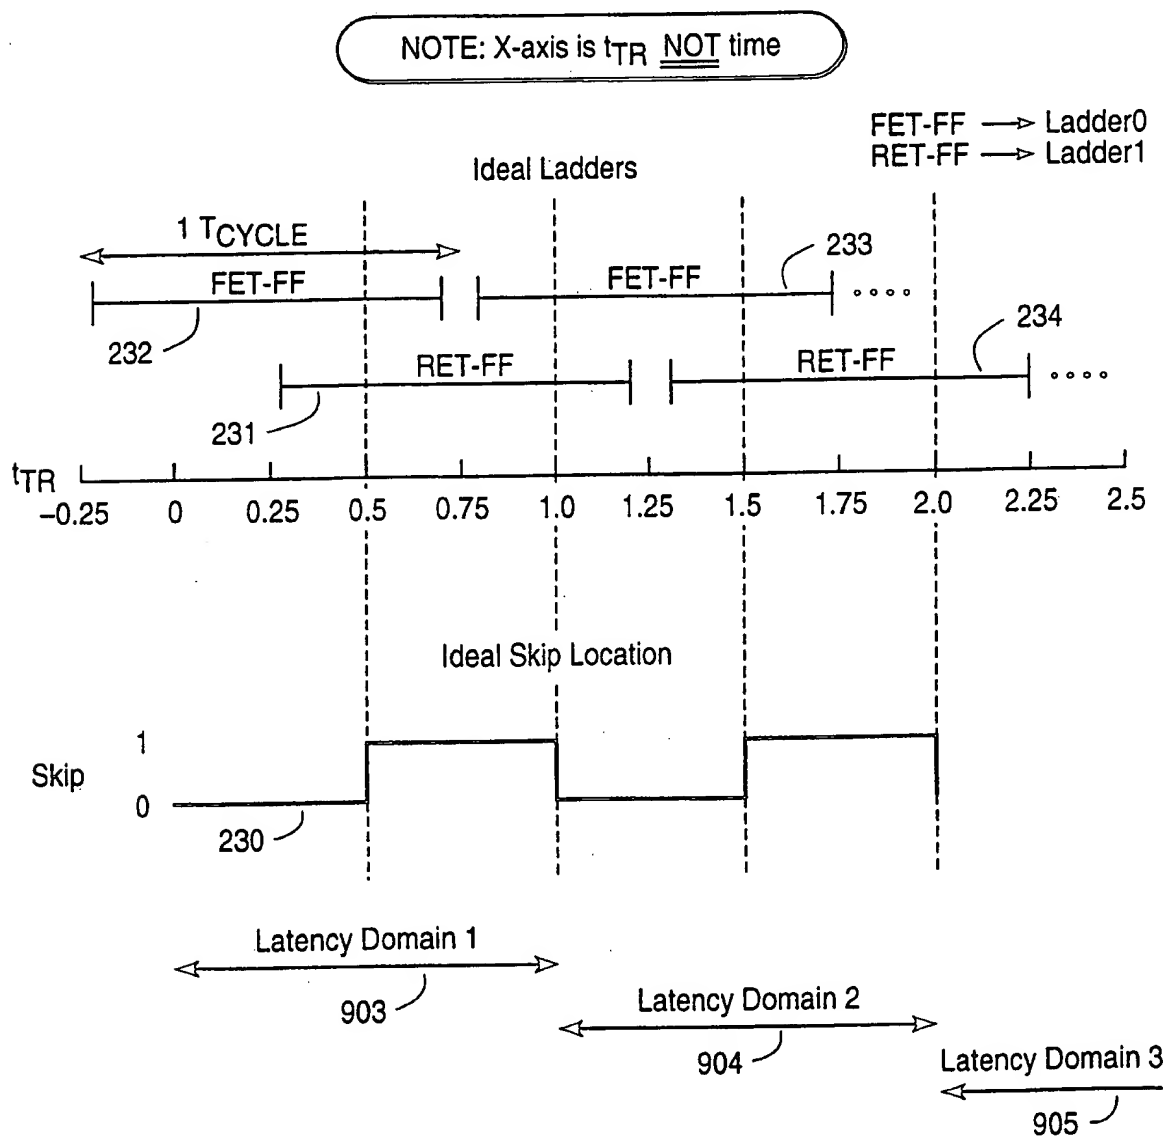 NOTE: X-axis is tTR NOT time
FET-FF → Ladder0
RET-FF → Ladder1
Ideal Ladders
1 TCYCLE
FET-FF
FET-FF
233
232
RET-FF
RET-FF
234
231
tTR
−0.25 0 0.25 0.5 0.75 1.0 1.25 1.5 1.75 2.0 2.25 2.5
Ideal Skip Location
1
Skip
0
230
Latency Domain 1
903
Latency Domain 2
904
Latency Domain 3
905